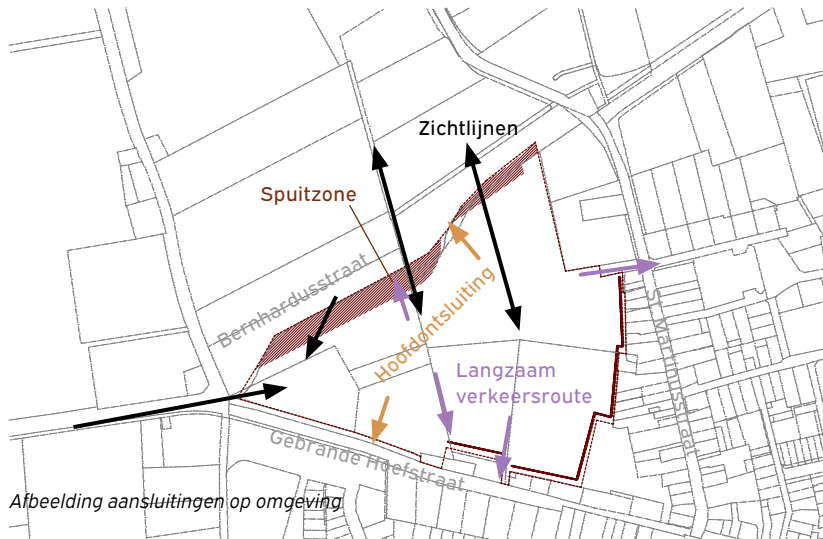 Zichtlijnen
Spuitzone
Bernhardusstraat
Hoofdontsluiting
St. Martinusstraat
Langzaam
verkeersroute
Gebrande Hoefstraat
Afbeelding aansluitingen op omgeving